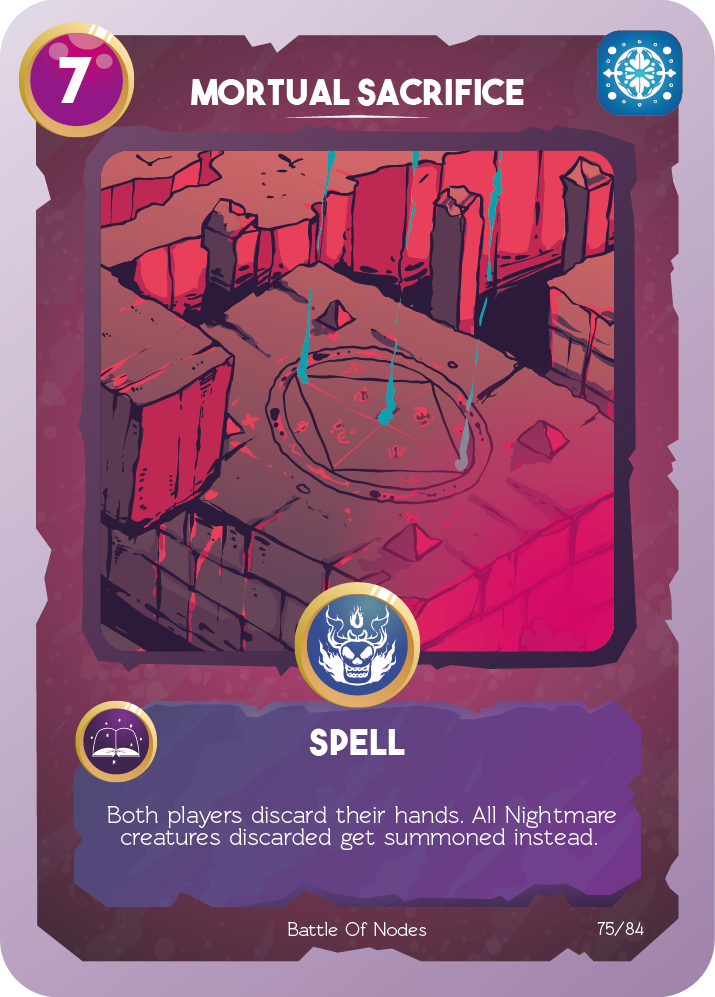 7
MORTUAL SACRIFICE
SPELL
Both players discard their hands. All Nightmare
creatures discarded get summoned instead.
Battle Of Nodes
75/84